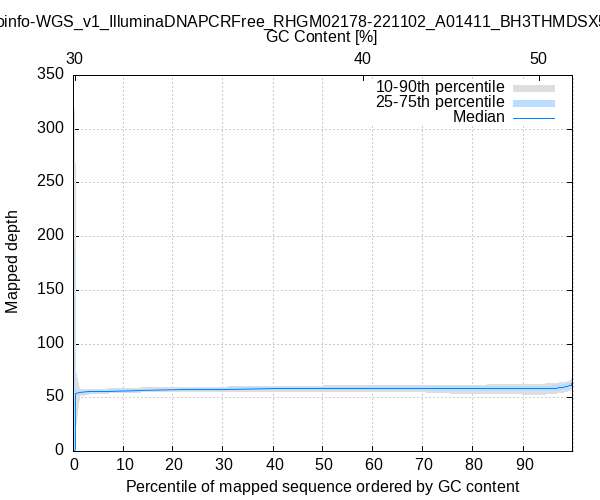 binfo-WGS_v1_IlluminaDNAPCRFree_RHGM02178-221102_A01411_BH3THMDSX5
GC Content [%]
30 40 50
350
10-90th percentile
25-75th percentile
Median
300
250
200
150
100
50
0
Mapped depth
0 10 20 30 40 50 60 70 80 90
Percentile of mapped sequence ordered by GC content